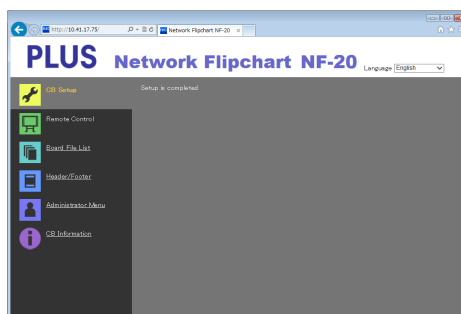 http://10.41.17.75/
Network Flipchart NF-20
PLUS Network Flipchart NF-20
Language English
CB Setup
Setup is completed
Remote Control
Board File List
Header/Footer
Administrator Menu
CB Information